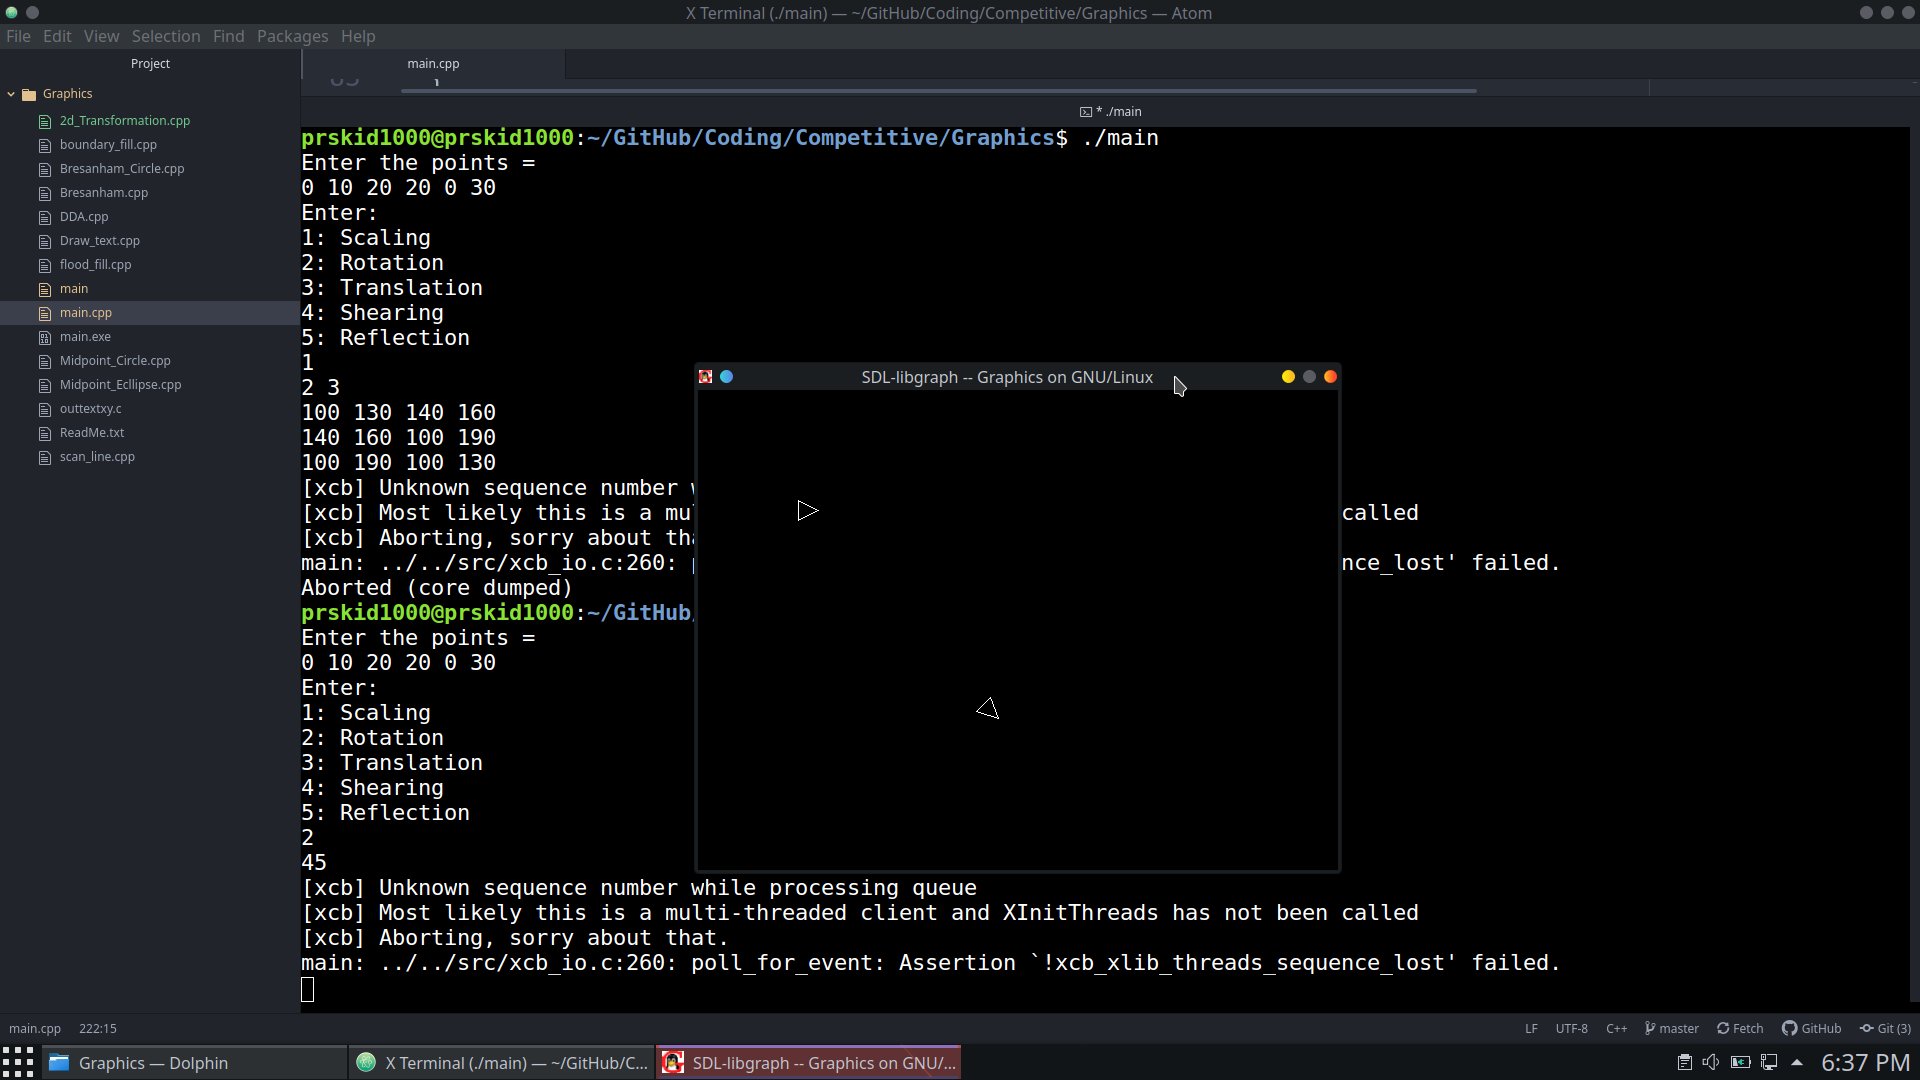 X Terminal (./main) — ~/GitHub/Coding/Competitive/Graphics — Atom
File Edit View Selection Find Packages Help
Project
main.cpp
Graphics
* ./main
2d_Transformation.cpp
boundary_fill.cpp
Bresanham_Circle.cpp
Bresanham.cpp
DDA.cpp
Draw_text.cpp
flood_fill.cpp
main
main.cpp
main.exe
Midpoint_Circle.cpp
Midpoint_Ecllipse.cpp
outtextxy.c
ReadMe.txt
scan_line.cpp
prskid1000@prskid1000:~/GitHub/Coding/Competitive/Graphics$ ./main
Enter the points =
0 10 20 20 0 30
Enter:
1: Scaling
2: Rotation
3: Translation
4: Shearing
5: Reflection
1
2 3
100 130 140 160
140 160 100 190
100 190 100 130
[xcb] Unknown sequence number
[xcb] Most likely this is a mu called
[xcb] Aborting, sorry about tha
main: ../../src/xcb_io.c:260: nce_lost' failed.
Aborted (core dumped)
prskid1000@prskid1000:~/GitHub/
Enter the points =
0 10 20 20 0 30
Enter:
1: Scaling
2: Rotation
3: Translation
4: Shearing
5: Reflection
2
45
[xcb] Unknown sequence number while processing queue
[xcb] Most likely this is a multi-threaded client and XInitThreads has not been called
[xcb] Aborting, sorry about that.
main: ../../src/xcb_io.c:260: poll_for_event: Assertion `!xcb_xlib_threads_sequence_lost' failed.
SDL-libgraph -- Graphics on GNU/Linux
main.cpp 222:15
LF UTF-8 C++ master Fetch GitHub Git (3)
Graphics — Dolphin
X Terminal (./main) — ~/GitHub/C...
SDL-libgraph -- Graphics on GNU/...
6:37 PM